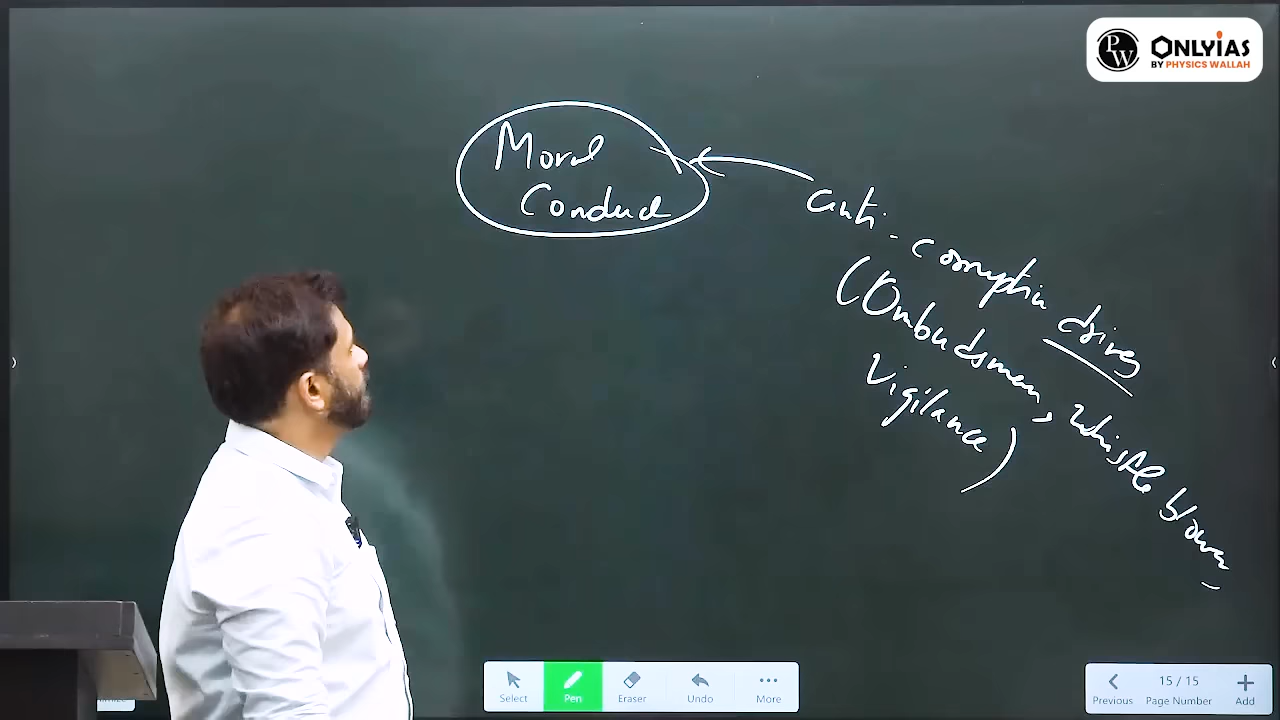 PW ONLYIAS
BY PHYSICS WALLAH
Moral
Conduct
anti-corruption drives
(Ombudsman, whistle blower,
Vigilance)
Select
Pen
Eraser
Undo
More
15 / 15
Previous
Page Number
Add